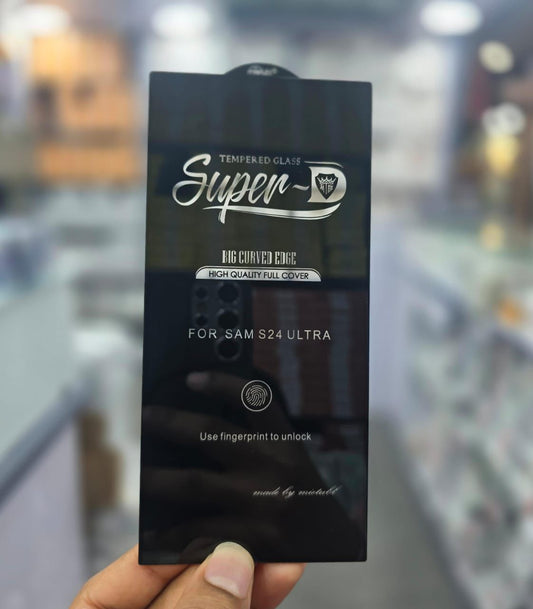 TEMPERED GLASS
Super-D
BIG CURVED EDGE
HIGH QUALITY FULL COVER
FOR SAM S24 ULTRA
Use fingerprint to unlock
made by mietubl